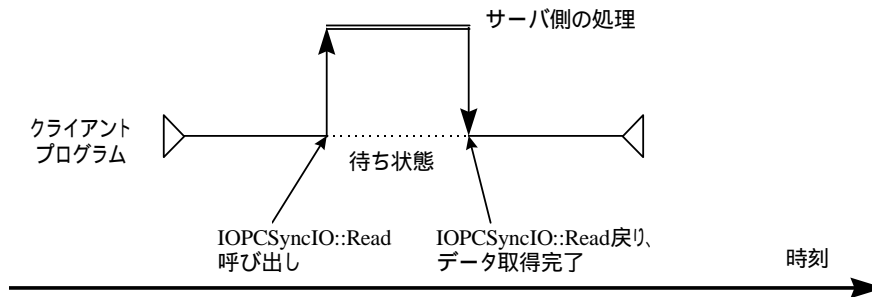 サーバ側の処理
クライアント
プログラム
待ち状態
IOPCSyncIO::Read
呼び出し
IOPCSyncIO::Read戻り、
データ取得完了
時刻